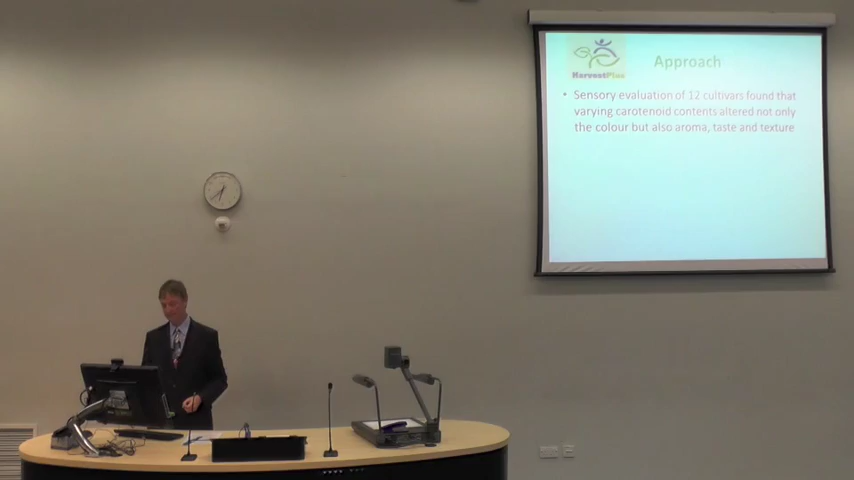 HarvestPlus
Approach
• Sensory evaluation of 12 cultivars found that
varying carotenoid contents altered not only
the colour but also aroma, taste and texture